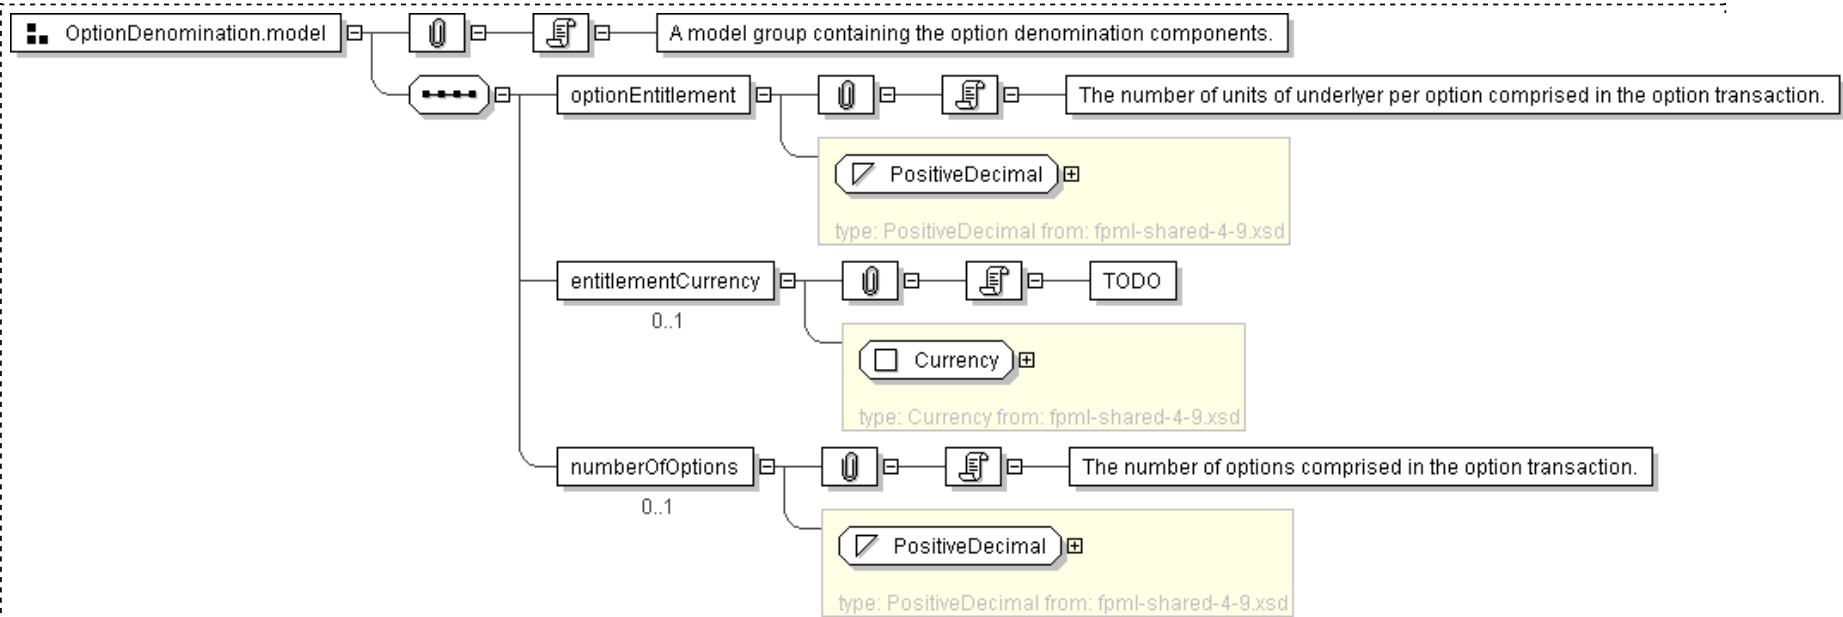 OptionDenomination.model
A model group containing the option denomination components.
optionEntitlement
The number of units of underlyer per option comprised in the option transaction.
PositiveDecimal
type: PositiveDecimal from: fpml-shared-4-9.xsd
entitlementCurrency
TODO
0..1
Currency
type: Currency from: fpml-shared-4-9.xsd
numberOfOptions
The number of options comprised in the option transaction.
0..1
PositiveDecimal
type: PositiveDecimal from: fpml-shared-4-9.xsd